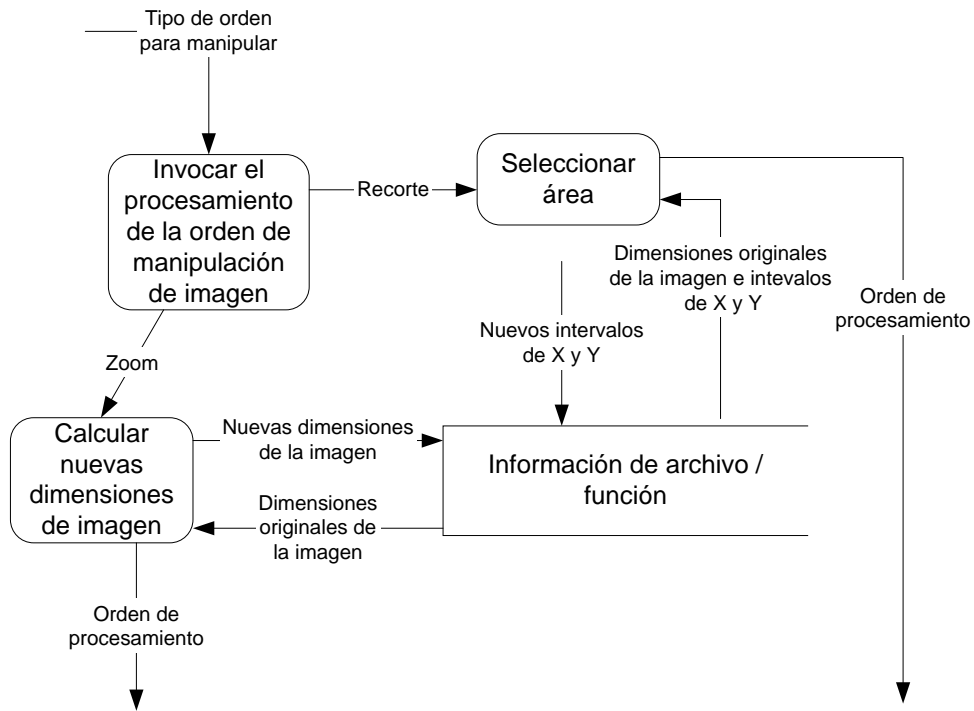 Tipo de orden
para manipular
Invocar el
procesamiento
de la orden de
manipulación
de imagen
Recorte
Seleccionar
área
Dimensiones originales
de la imagen e intevalos
de X y Y
Nuevos intervalos
de X y Y
Orden de
procesamiento
Zoom
Calcular
nuevas
dimensiones
de imagen
Nuevas dimensiones
de la imagen
Dimensiones
originales de
la imagen
Información de archivo /
función
Orden de
procesamiento